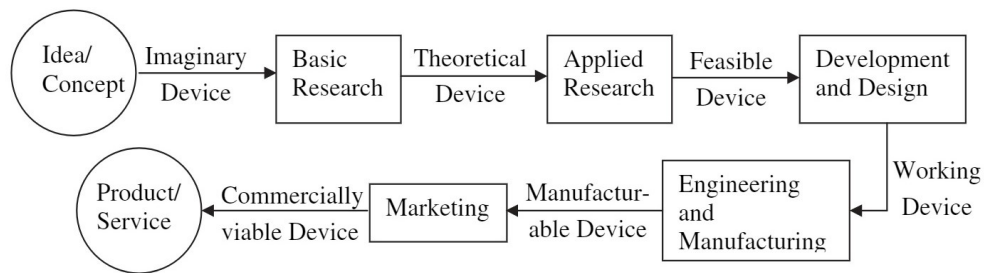 Idea/
Concept
Imaginary
Device
Basic
Research
Theoretical
Device
Applied
Research
Feasible
Device
Development
and Design
Working
Device
Engineering
and
Manufacturing
Manufactur-
able Device
Marketing
Commercially
viable Device
Product/
Service